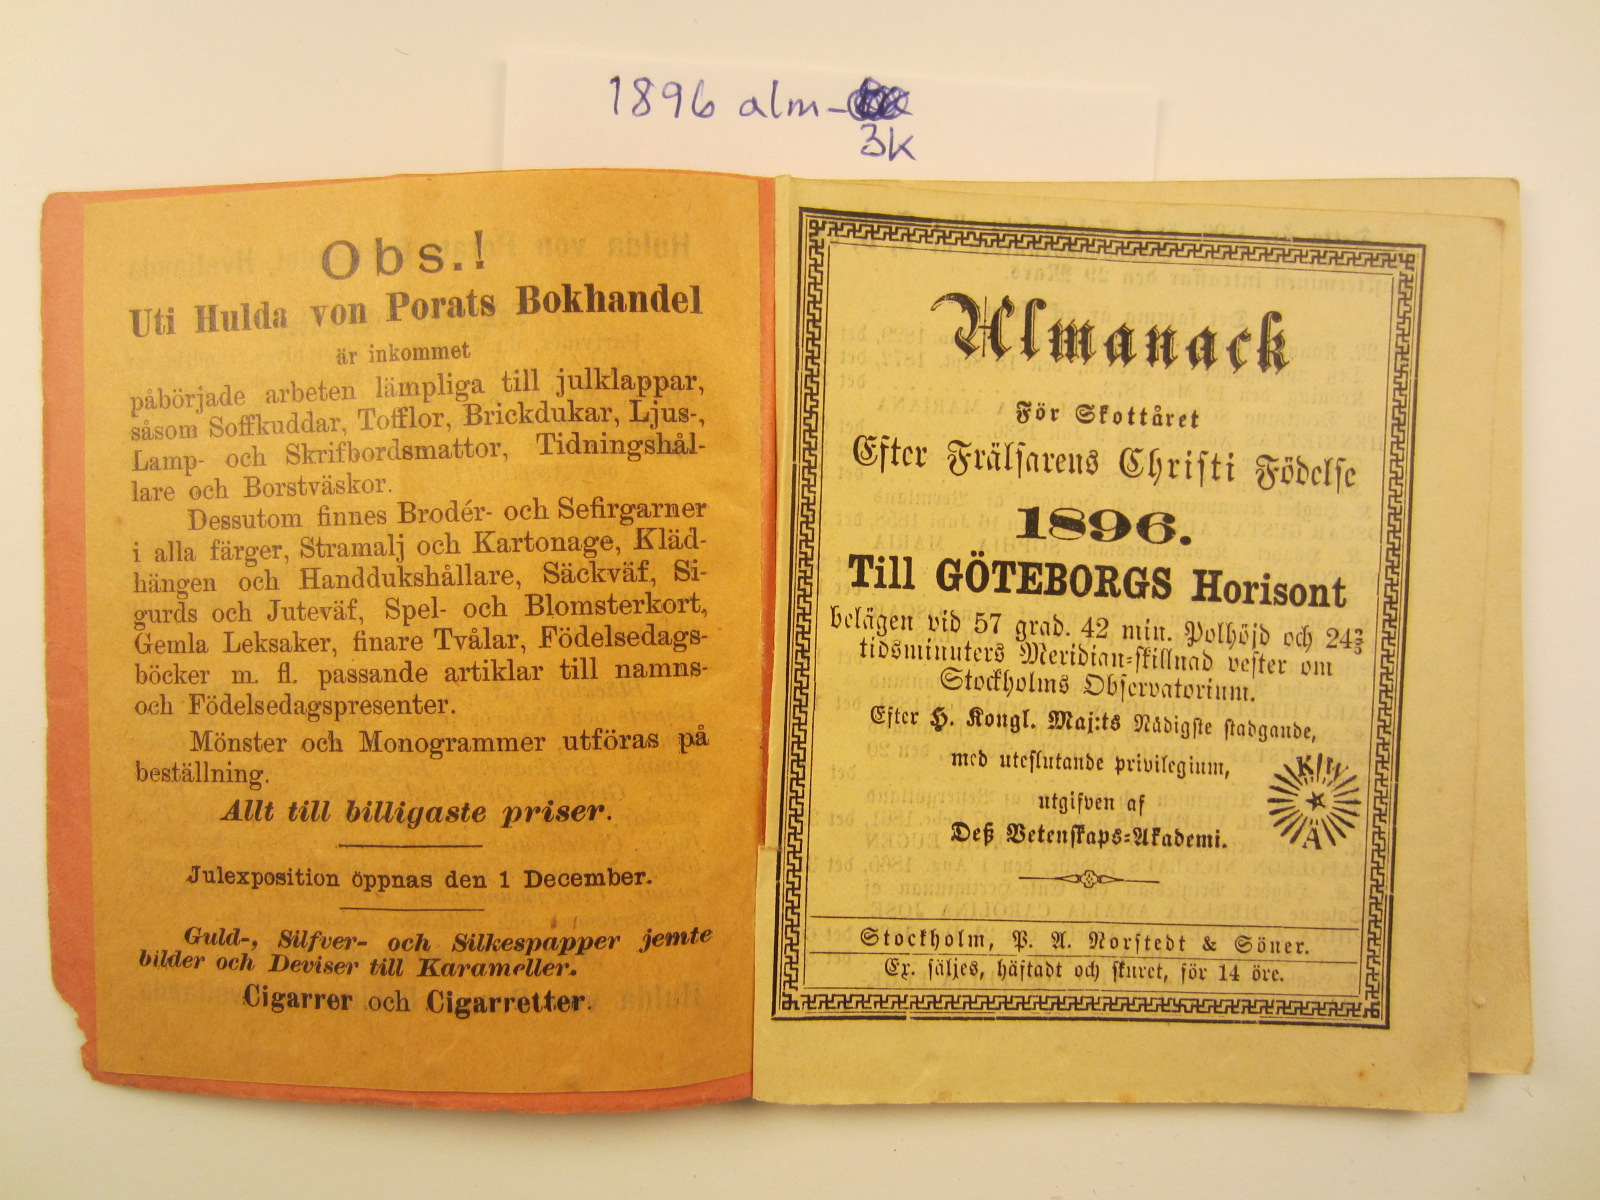 1896 alm-
3k
Obs.!
Uti Hulda von Porats Bokhandel
är inkommet
påbörjade arbeten lämpliga till julklappar,
såsom Soffkuddar, Tofflor, Brickdukar, Ljus-,
Lamp- och Skrifbordsmattor, Tidningshål-
lare och Borstväskor.
Dessutom finnes Brodér- och Sefirgarner
i alla färger, Stramalj och Kartonage, Kläd-
hängen och Handdukshållare, Säckväf, Si-
gurds och Juteväf, Spel- och Blomsterkort,
Gemla Leksaker, finare Tvålar, Födelsedags-
böcker m. fl. passande artiklar till namns-
och Födelsedagspresenter.
Mönster och Monogrammer utföras på
beställning.
Allt till billigaste priser.
Julexposition öppnas den 1 December.
Guld-, Silfver- och Silkespapper jemte
bilder och Deviser till Karameller.
Cigarrer och Cigarretter.
Almanack
För Skottåret
Efter Frälsarens Christi Födelse
1896.
Till GÖTEBORGS Horisont
belägen vid 57 grad. 42 min. Polhöjd och 24⅔
tidsminuters Meridian-skillnad vester om
Stockholms Observatorium.
Efter H. Kongl. Maj:ts Nådigste stadgande,
med uteslutande privilegium,
utgifven af
Deß Vetenskaps-Akademi.
K W
A
Stockholm, P. A. Norstedt & Söner.
Ex. säljes, häftadt och skuret, för 14 öre.